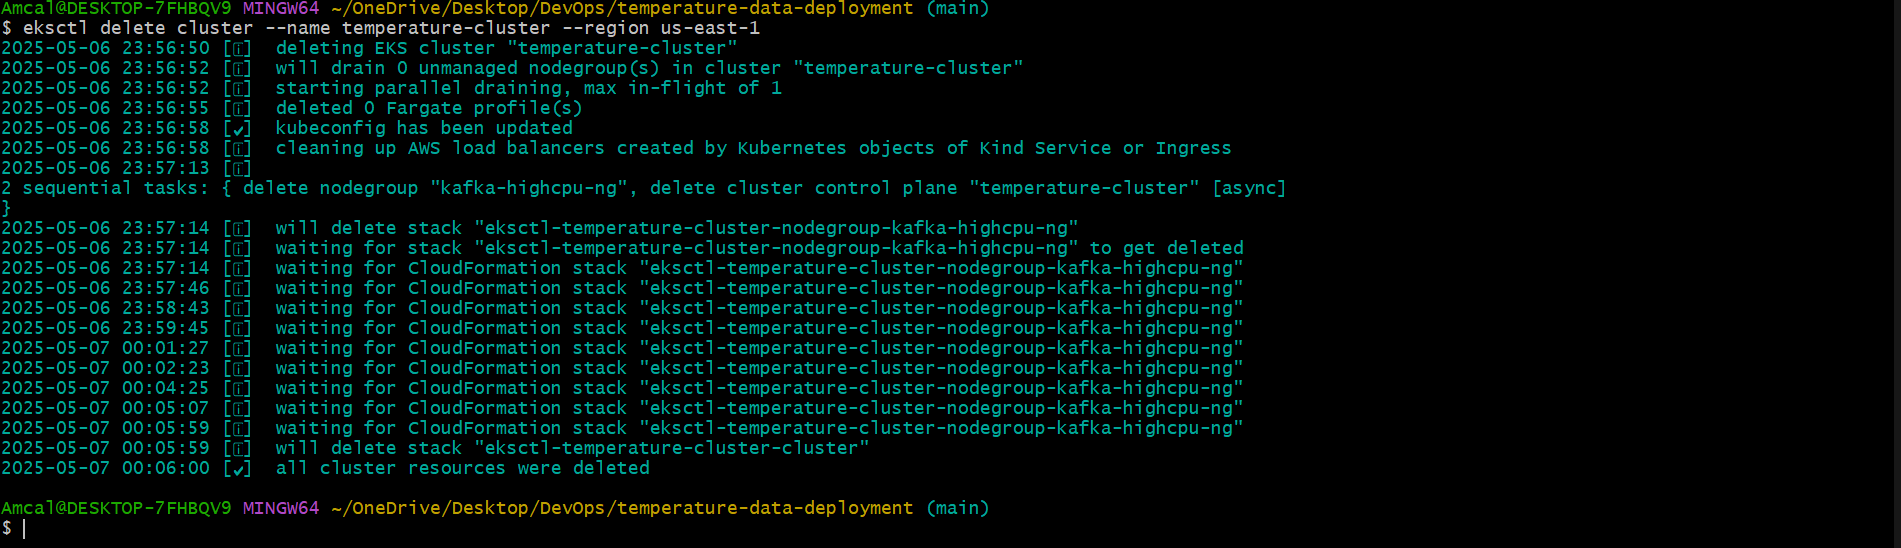 Amcal@DESKTOP-7FHBQV9 MINGW64 ~/OneDrive/Desktop/DevOps/temperature-data-deployment (main)
$ eksctl delete cluster --name temperature-cluster --region us-east-1
2025-05-06 23:56:50 [ℹ]  deleting EKS cluster "temperature-cluster"
2025-05-06 23:56:52 [ℹ]  will drain 0 unmanaged nodegroup(s) in cluster "temperature-cluster"
2025-05-06 23:56:52 [ℹ]  starting parallel draining, max in-flight of 1
2025-05-06 23:56:55 [ℹ]  deleted 0 Fargate profile(s)
2025-05-06 23:56:58 [✔]  kubeconfig has been updated
2025-05-06 23:56:58 [ℹ]  cleaning up AWS load balancers created by Kubernetes objects of Kind Service or Ingress
2025-05-06 23:57:13 [ℹ]
2 sequential tasks: { delete nodegroup "kafka-highcpu-ng", delete cluster control plane "temperature-cluster" [async]
}
2025-05-06 23:57:14 [ℹ]  will delete stack "eksctl-temperature-cluster-nodegroup-kafka-highcpu-ng"
2025-05-06 23:57:14 [ℹ]  waiting for stack "eksctl-temperature-cluster-nodegroup-kafka-highcpu-ng" to get deleted
2025-05-06 23:57:14 [ℹ]  waiting for CloudFormation stack "eksctl-temperature-cluster-nodegroup-kafka-highcpu-ng"
2025-05-06 23:57:46 [ℹ]  waiting for CloudFormation stack "eksctl-temperature-cluster-nodegroup-kafka-highcpu-ng"
2025-05-06 23:58:43 [ℹ]  waiting for CloudFormation stack "eksctl-temperature-cluster-nodegroup-kafka-highcpu-ng"
2025-05-06 23:59:45 [ℹ]  waiting for CloudFormation stack "eksctl-temperature-cluster-nodegroup-kafka-highcpu-ng"
2025-05-07 00:01:27 [ℹ]  waiting for CloudFormation stack "eksctl-temperature-cluster-nodegroup-kafka-highcpu-ng"
2025-05-07 00:02:23 [ℹ]  waiting for CloudFormation stack "eksctl-temperature-cluster-nodegroup-kafka-highcpu-ng"
2025-05-07 00:04:25 [ℹ]  waiting for CloudFormation stack "eksctl-temperature-cluster-nodegroup-kafka-highcpu-ng"
2025-05-07 00:05:07 [ℹ]  waiting for CloudFormation stack "eksctl-temperature-cluster-nodegroup-kafka-highcpu-ng"
2025-05-07 00:05:59 [ℹ]  waiting for CloudFormation stack "eksctl-temperature-cluster-nodegroup-kafka-highcpu-ng"
2025-05-07 00:05:59 [ℹ]  will delete stack "eksctl-temperature-cluster-cluster"
2025-05-07 00:06:00 [✔]  all cluster resources were deleted
Amcal@DESKTOP-7FHBQV9 MINGW64 ~/OneDrive/Desktop/DevOps/temperature-data-deployment (main)
$